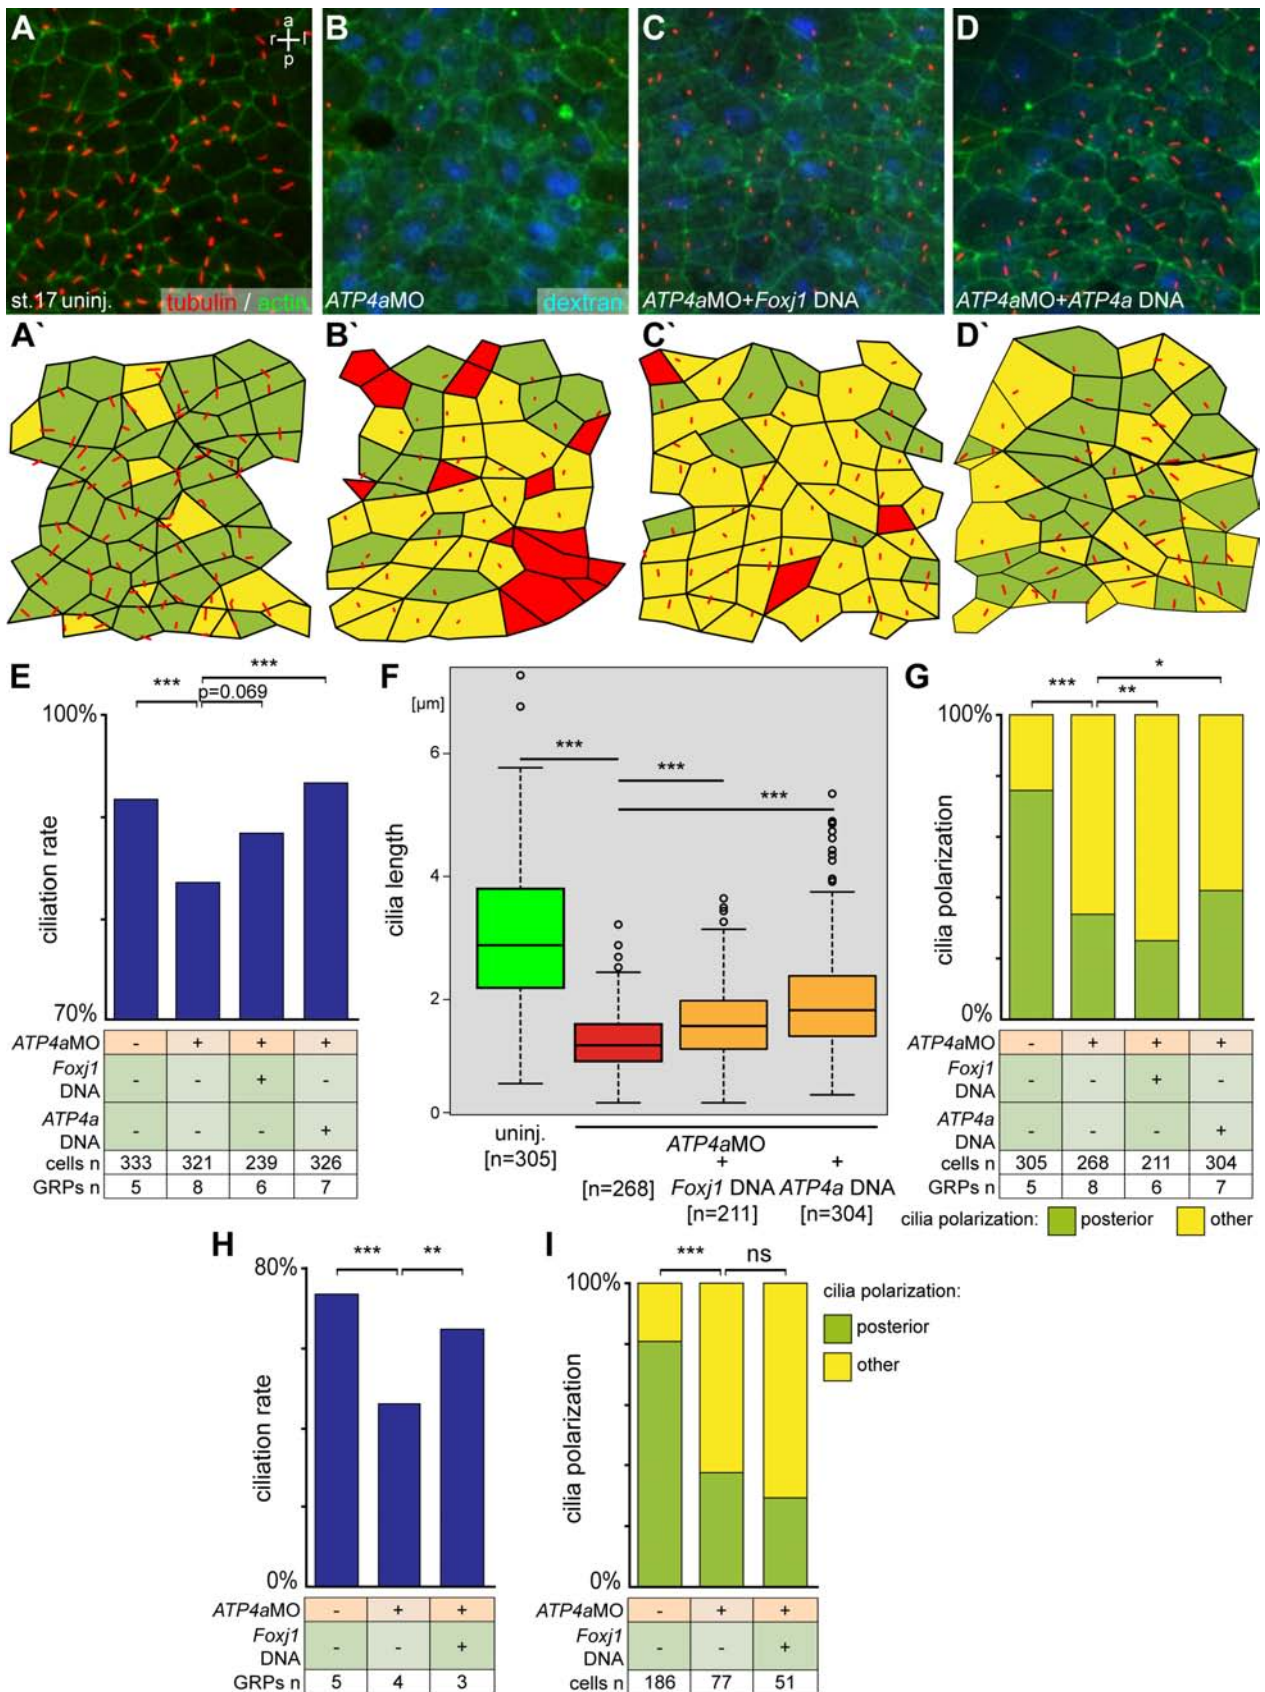 A
a
r l
p
st.17 uninj.
tubulin / actin
B
ATP4aMO
dextran
C
ATP4aMO+Foxj1 DNA
D
ATP4aMO+ATP4a DNA
A`
B`
C`
D`
E
***
***
p=0.069
100%
ciliation rate
70%
ATP4aMO - + + +
Foxj1 DNA - - + -
ATP4a DNA - - - +
cells n 333 321 239 326
GRPs n 5 8 6 7
F
[µm]
6
4
2
0
cilia length
***
***
***
uninj.
[n=305]
ATP4aMO
[n=268]
+
Foxj1 DNA
[n=211]
+
ATP4a DNA
[n=304]
G
*
***
**
100%
cilia polarization
0%
ATP4aMO - + + +
Foxj1 DNA - - + -
ATP4a DNA - - - +
cells n 305 268 211 304
GRPs n 5 8 6 7
cilia polarization: posterior other
H
*** **
80%
ciliation rate
0%
ATP4aMO - + +
Foxj1 DNA - - +
GRPs n 5 4 3
I
*** ns
100%
cilia polarization
0%
cilia polarization:
posterior
other
ATP4aMO - + +
Foxj1 DNA - - +
cells n 186 77 51